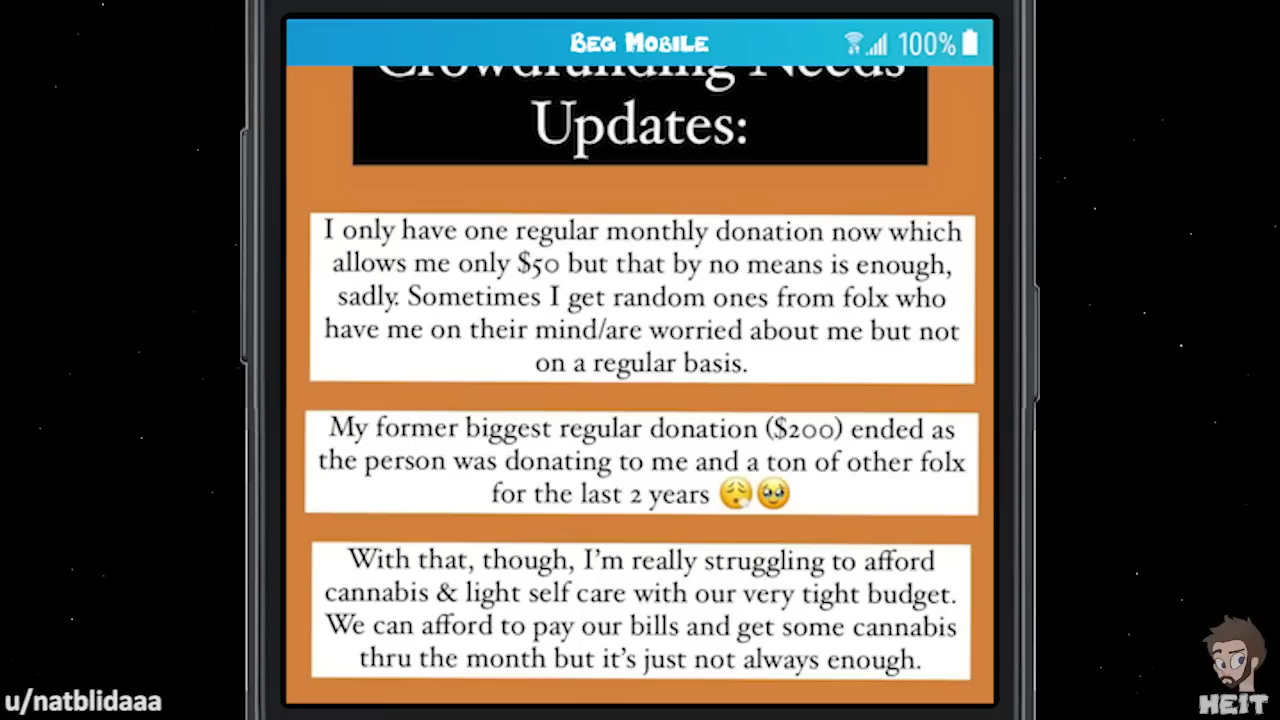 Beg Mobile
100%
Crowdfunding Needs
Updates:
I only have one regular monthly donation now which
allows me only $50 but that by no means is enough,
sadly. Sometimes I get random ones from folx who
have me on their mind/are worried about me but not
on a regular basis.
My former biggest regular donation ($200) ended as
the person was donating to me and a ton of other folx
for the last 2 years 😮‍💨🥹
With that, though, I'm really struggling to afford
cannabis & light self care with our very tight budget.
We can afford to pay our bills and get some cannabis
thru the month but it's just not always enough.
u/natblidaaa
HEIT